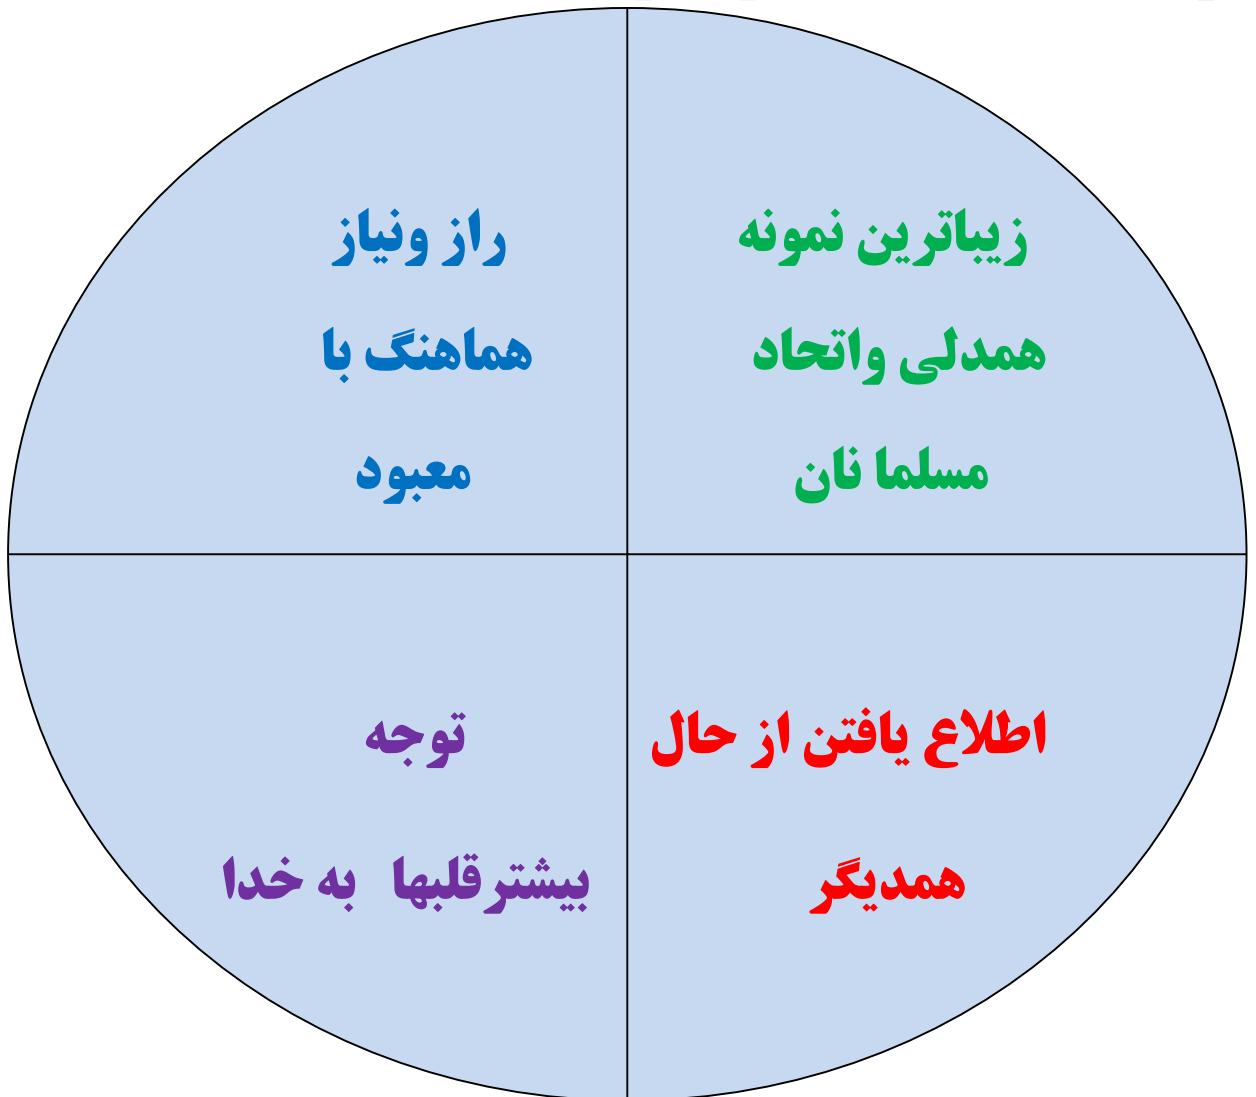 زیباترین نمونه
همدلی واتحاد
مسلما نان
راز ونیاز
هماهنگ با
معبود
اطلاع یافتن از حال
همدیگر
توجه
بیشترقلبها به خدا